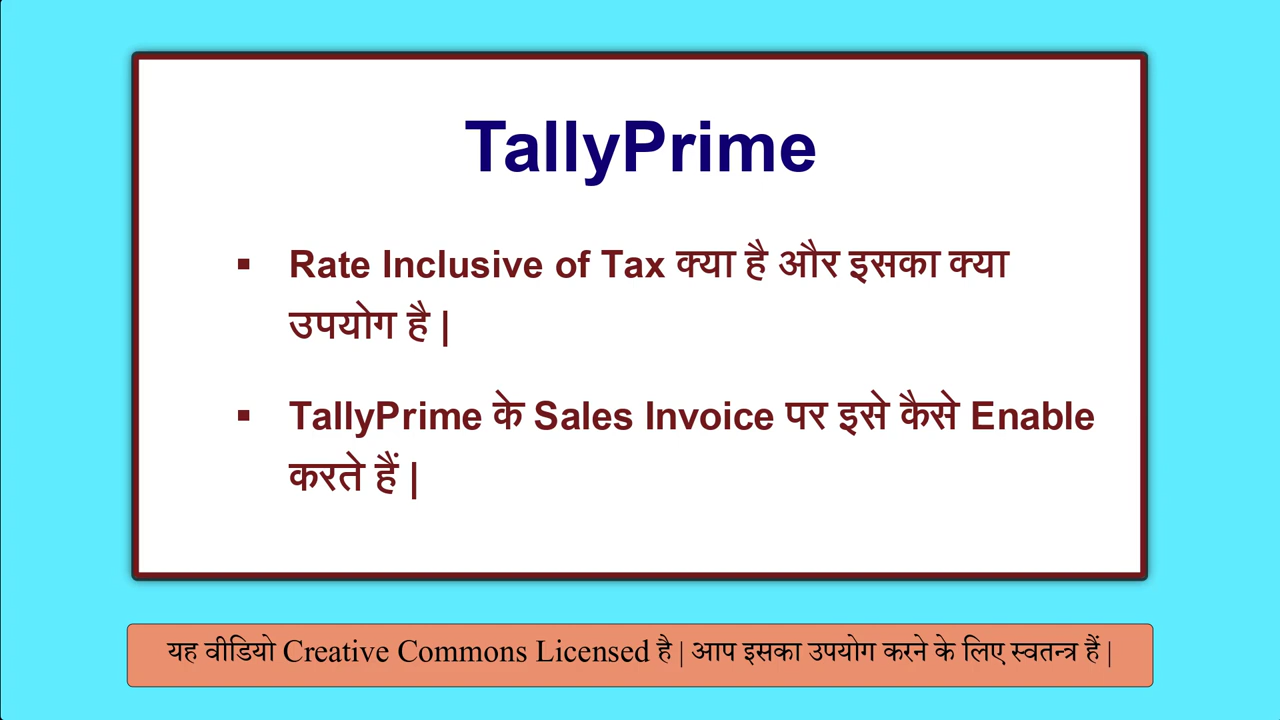 TallyPrime
▪ Rate Inclusive of Tax क्या है और इसका क्या
उपयोग है |
▪ TallyPrime के Sales Invoice पर इसे कैसे Enable
करते हैं |
यह वीडियो Creative Commons Licensed है | आप इसका उपयोग करने के लिए स्वतन्त्र हैं |